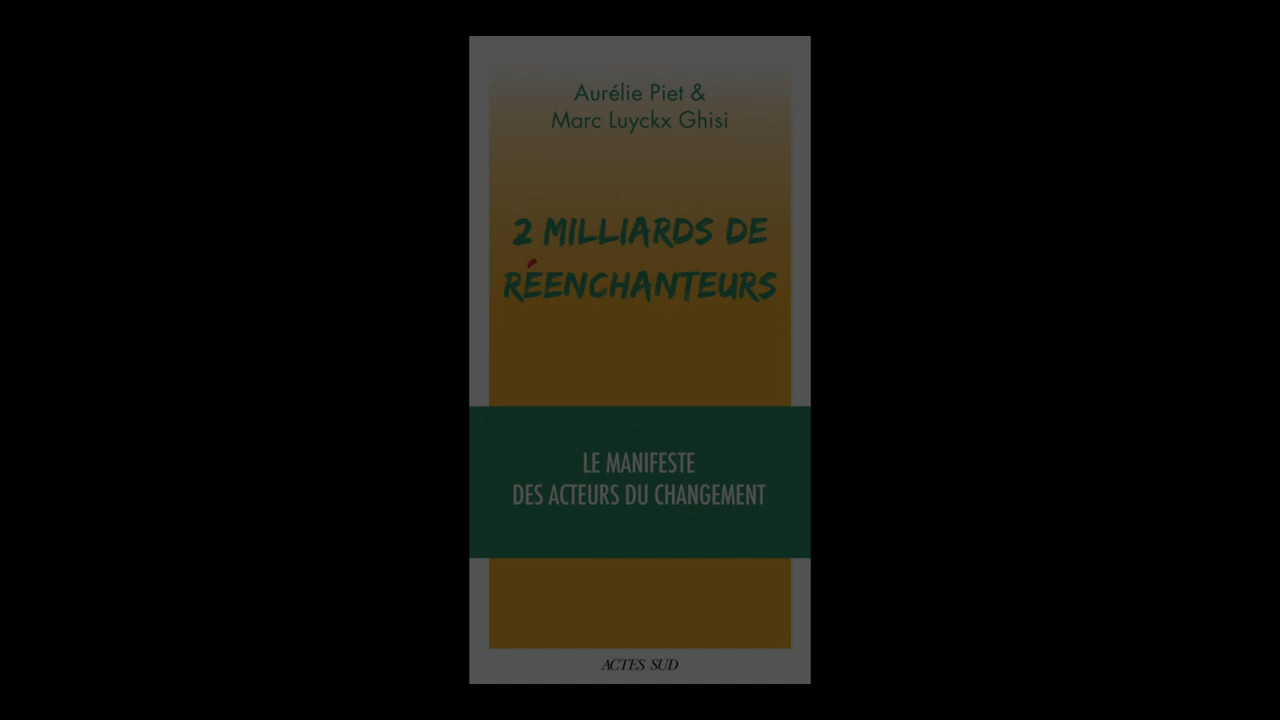 Aurélie Piet &
Marc Luyckx Ghisi
2 MILLIARDS DE
RÉENCHANTEURS
LE MANIFESTE
DES ACTEURS DU CHANGEMENT
ACTES SUD